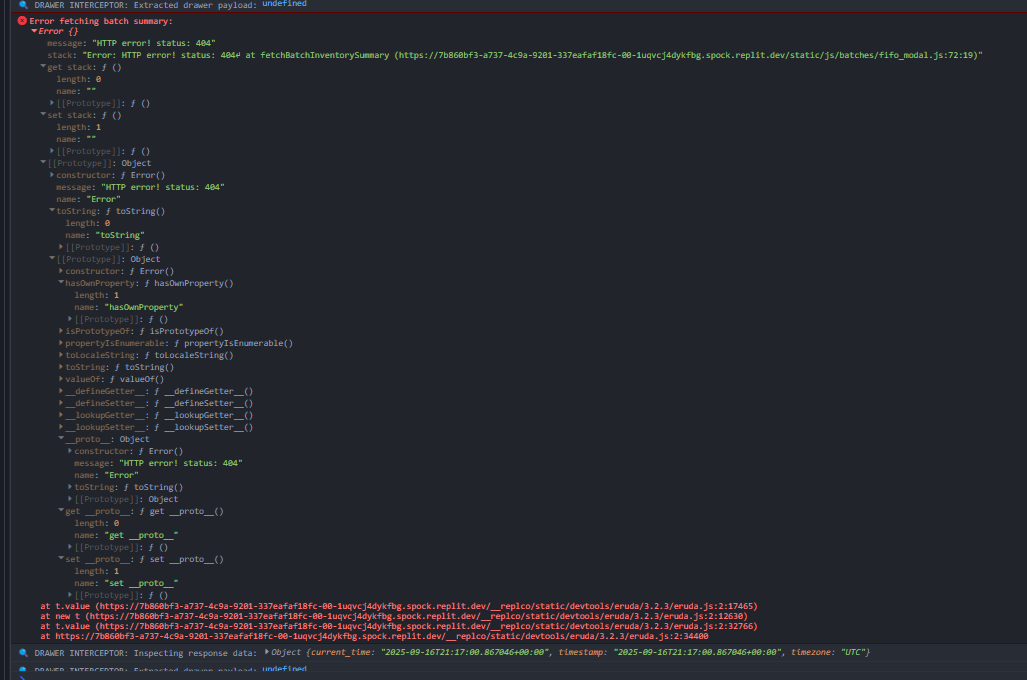 DRAWER INTERCEPTOR: Extracted drawer payload: undefined
Error fetching batch summary:
Error {}
message: "HTTP error! status: 404"
stack: "Error: HTTP error! status: 404↵ at fetchBatchInventorySummary (https://7b860bf3-a737-4c9a-9201-337eafaf18fc-00-1uqvcj4dykfbg.spock.replit.dev/static/js/batches/fifo_modal.js:72:19)"
get stack: ƒ ()
length: 0
name: ""
[[Prototype]]: ƒ ()
set stack: ƒ ()
length: 1
name: ""
[[Prototype]]: ƒ ()
[[Prototype]]: Object
constructor: ƒ Error()
message: "HTTP error! status: 404"
name: "Error"
toString: ƒ toString()
length: 0
name: "toString"
[[Prototype]]: ƒ ()
[[Prototype]]: Object
constructor: ƒ Error()
hasOwnProperty: ƒ hasOwnProperty()
length: 1
name: "hasOwnProperty"
[[Prototype]]: ƒ ()
isPrototypeOf: ƒ isPrototypeOf()
propertyIsEnumerable: ƒ propertyIsEnumerable()
toLocaleString: ƒ toLocaleString()
toString: ƒ toString()
valueOf: ƒ valueOf()
__defineGetter__: ƒ __defineGetter__()
__defineSetter__: ƒ __defineSetter__()
__lookupGetter__: ƒ __lookupGetter__()
__lookupSetter__: ƒ __lookupSetter__()
__proto__: Object
constructor: ƒ Error()
message: "HTTP error! status: 404"
name: "Error"
toString: ƒ toString()
[[Prototype]]: Object
get __proto__: ƒ get __proto__()
length: 0
name: "get __proto__"
[[Prototype]]: ƒ ()
set __proto__: ƒ set __proto__()
length: 1
name: "set __proto__"
[[Prototype]]: ƒ ()
at t.value (https://7b860bf3-a737-4c9a-9201-337eafaf18fc-00-1uqvcj4dykfbg.spock.replit.dev/__replco/static/devtools/eruda/3.2.3/eruda.js:2:17465)
at new t (https://7b860bf3-a737-4c9a-9201-337eafaf18fc-00-1uqvcj4dykfbg.spock.replit.dev/__replco/static/devtools/eruda/3.2.3/eruda.js:2:12630)
at t.value (https://7b860bf3-a737-4c9a-9201-337eafaf18fc-00-1uqvcj4dykfbg.spock.replit.dev/__replco/static/devtools/eruda/3.2.3/eruda.js:2:32766)
at https://7b860bf3-a737-4c9a-9201-337eafaf18fc-00-1uqvcj4dykfbg.spock.replit.dev/__replco/static/devtools/eruda/3.2.3/eruda.js:2:34400
DRAWER INTERCEPTOR: Inspecting response data: Object {current_time: "2025-09-16T21:17:00.867046+00:00", timestamp: "2025-09-16T21:17:00.867046+00:00", timezone: "UTC"}
DRAWER INTERCEPTOR: Extracted drawer payload: undefined